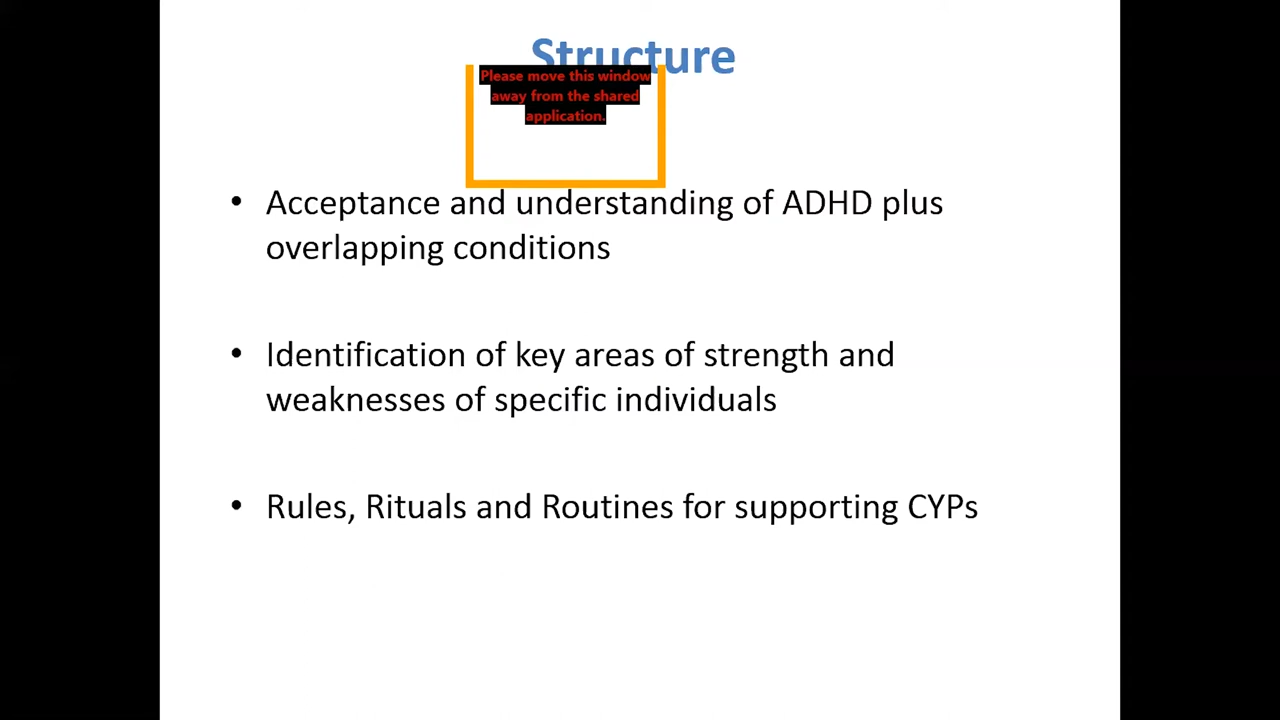 Structure
Please move this window
away from the shared
application.
• Acceptance and understanding of ADHD plus
overlapping conditions
• Identification of key areas of strength and
weaknesses of specific individuals
• Rules, Rituals and Routines for supporting CYPs